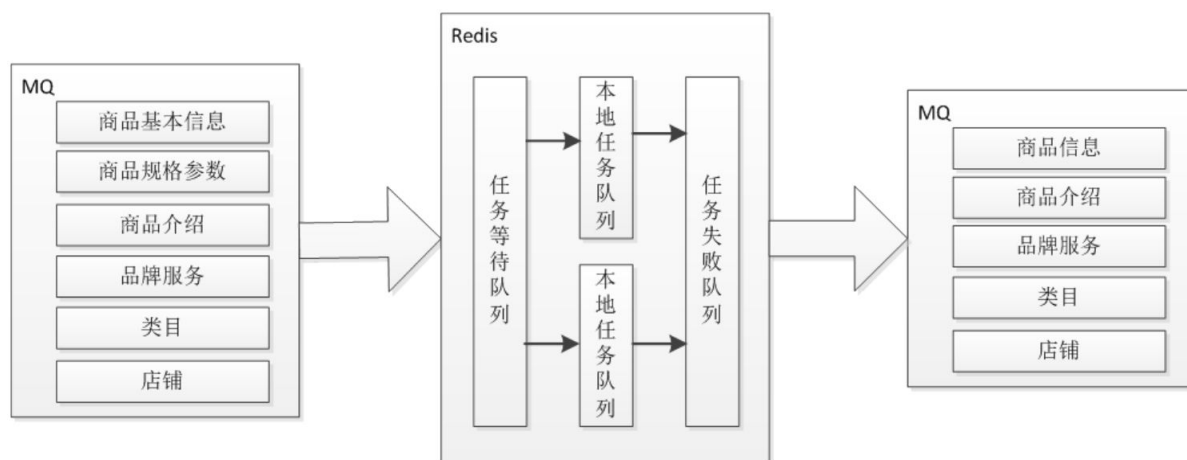 MQ
商品基本信息
商品规格参数
商品介绍
品牌服务
类目
店铺
Redis
任务等待队列
本地任务队列
本地任务队列
任务失败队列
MQ
商品信息
商品介绍
品牌服务
类目
店铺